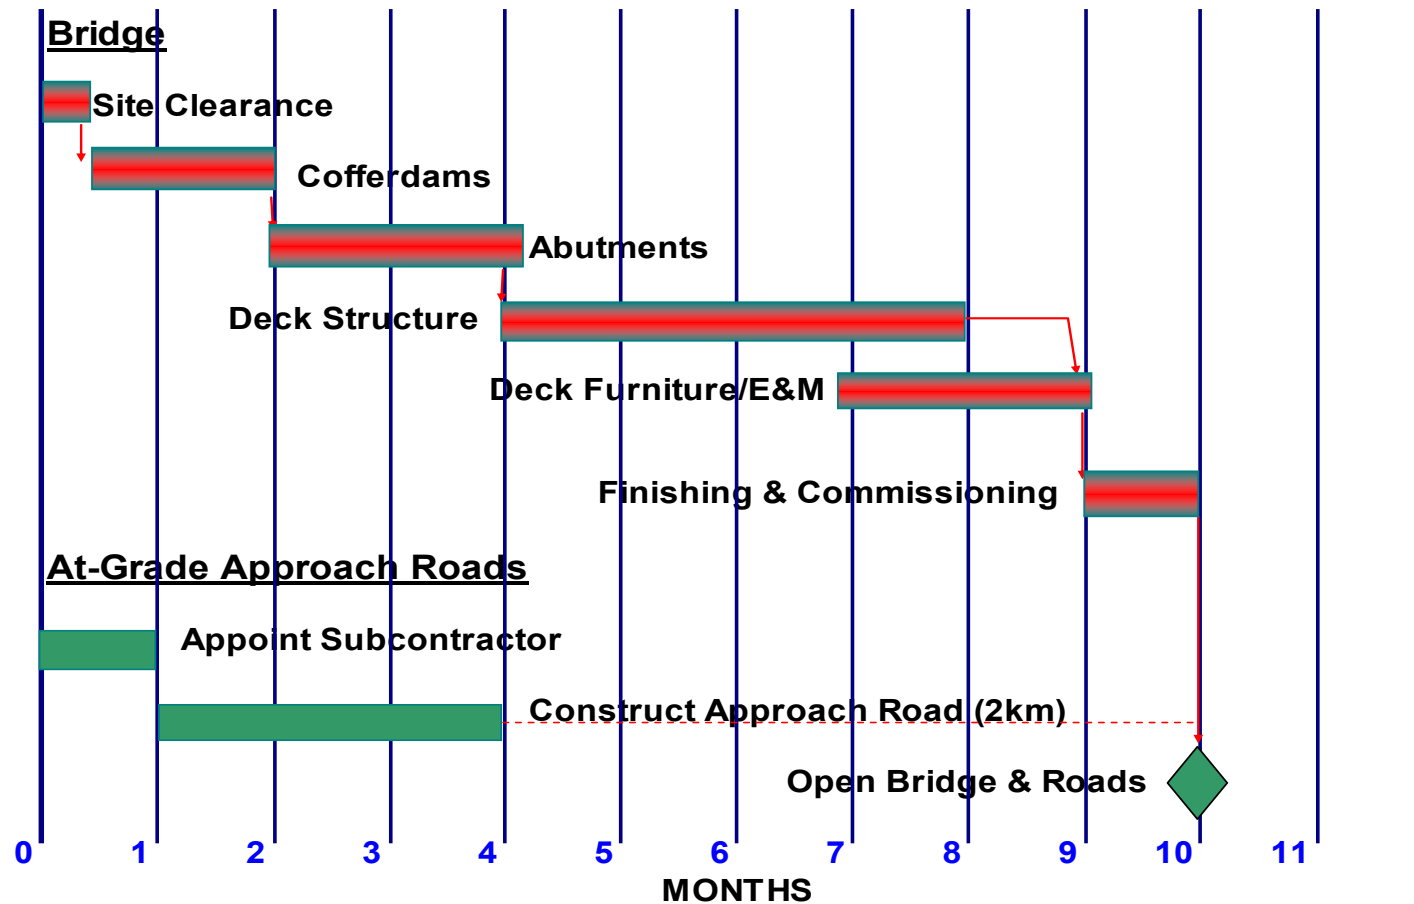 Bridge
Site Clearance
Cofferdams
Abutments
Deck Structure
Deck Furniture/E&M
Finishing & Commissioning
At-Grade Approach Roads
Appoint Subcontractor
Construct Approach Road (2km)
Open Bridge & Roads
0 1 2 3 4 5 6 7 8 9 10 11
MONTHS